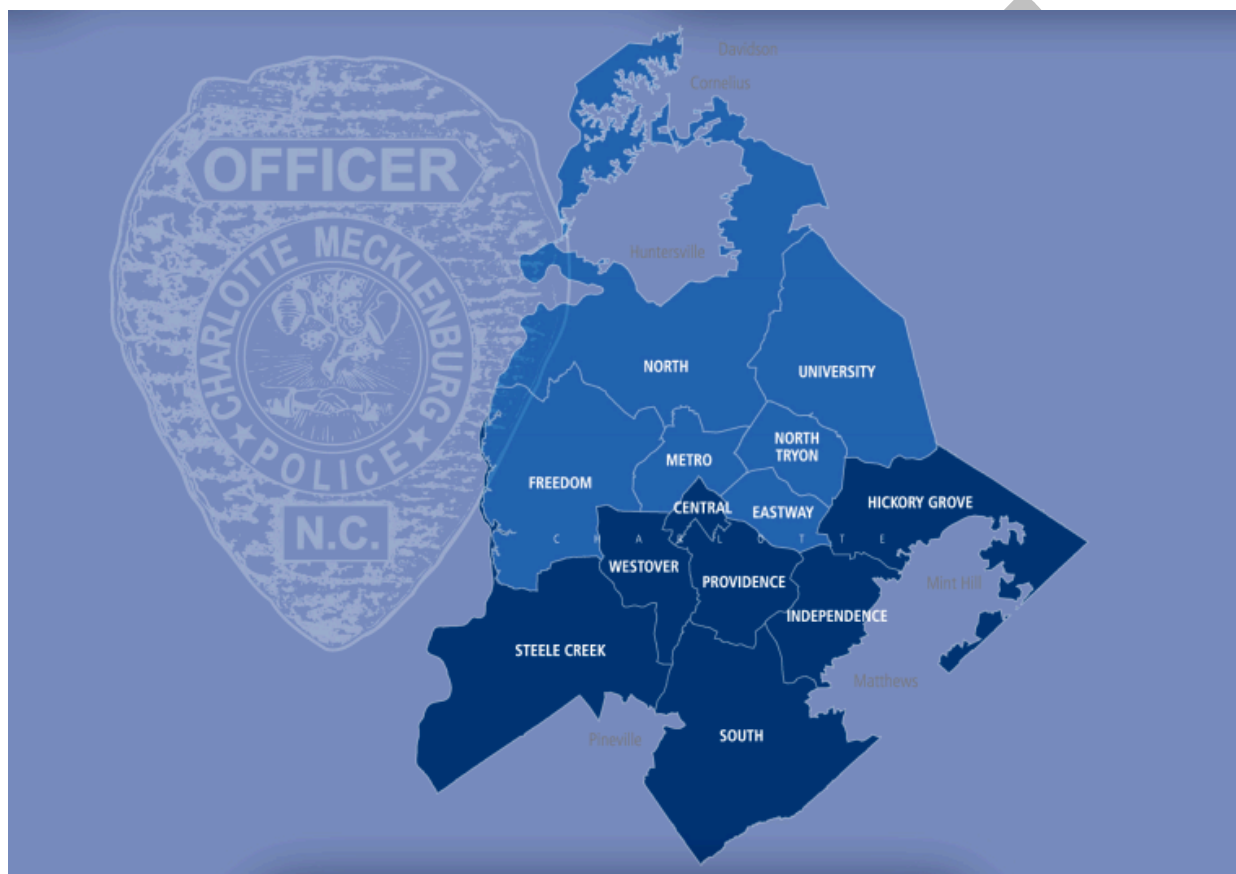 Davidson
Cornelius
OFFICER
CHARLOTTE MECKLENBURG
Huntersville
NORTH
UNIVERSITY
NORTH
TRYON
METRO
POLICE
FREEDOM
HICKORY GROVE
CENTRAL
EASTWAY
N.C.
CHARLOTTE
WESTOVER
PROVIDENCE
Mint Hill
INDEPENDENCE
STEELE CREEK
Matthews
SOUTH
Pineville